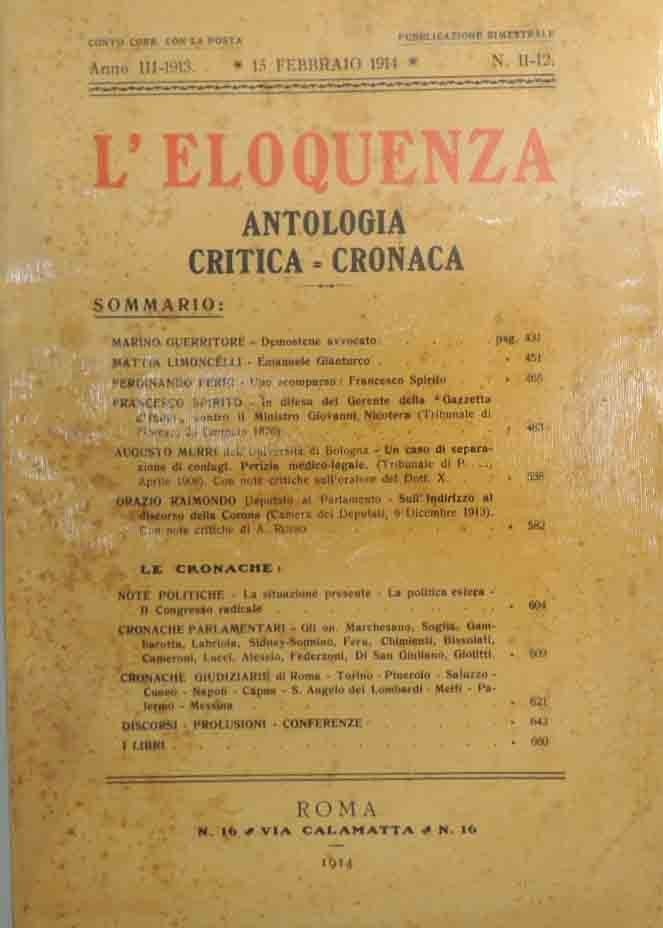 CONTO CORR. CON LA POSTA
PUBBLICAZIONE BIMESTRALE
Anno III-1913. * 15 FEBBRAIO 1914 * N. 11-12.
L'ELOQUENZA
ANTOLOGIA
CRITICA = CRONACA
SOMMARIO:
MARINO GUERRITORE - Demostene avvocato . . . . pag. 431
MATTIA LIMONCELLI - Emanuele Gianturco . . . . » 451
FERDINANDO FERRI - Uno scomparso: Francesco Spirito . . » 466
FRANCESCO SPIRITO - In difesa del Gerente della "Gazzetta
contro il Ministro Giovanni Nicotera (Tribunale di
1876) . . . . » 483
AUGUSTO MURRI dell'Università di Bologna - Un caso di separa-
zione di coniugi. Perizia medico-legale. (Tribunale di P. ...,
Aprile 1908). Con note critiche sull'oratore del Dott. X. . » 538
ORAZIO RAIMONDO Deputato al Parlamento - Sull'Indirizzo al
discorso della Corona (Camera dei Deputati, 9 Dicembre 1913).
Con note critiche di A. Russo . . . . » 582
LE CRONACHE:
NOTE POLITICHE - La situazione presente - La politica estera -
Il Congresso radicale . . . . » 604
CRONACHE PARLAMENTARI - Gli on. Marchesano, Soglia, Gam-
barotta, Labriola, Sidney-Sonnino, Fera, Chimienti, Bissolati,
Cameroni, Lucci, Alessio, Federzoni, Di San Giuliano, Giolitti. » 609
CRONACHE GIUDIZIARIE di Roma - Torino - Pinerolo - Saluzzo -
Cuneo - Napoli - Capua - S. Angelo dei Lombardi - Melfi - Pa-
lermo - Messina . . . . » 621
DISCORSI - PROLUSIONI - CONFERENZE . . . . » 643
I LIBRI . . . . » 660
ROMA
N. 16 VIA CALAMATTA N. 16
1914